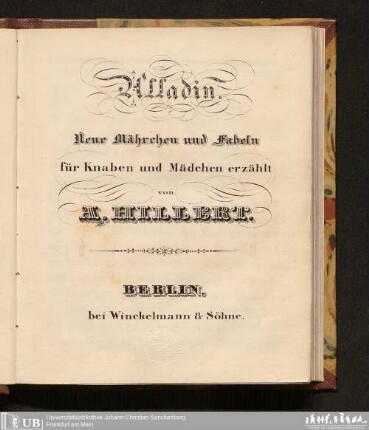 Alladin.
Neue Mährchen und Fabeln
für Knaben und Mädchen erzählt
von
A. HILLERT.
BERLIN,
bei Winckelmann & Söhne.
UB
Universitätsbibliothek Johann Christian Senckenberg
Frankfurt am Main